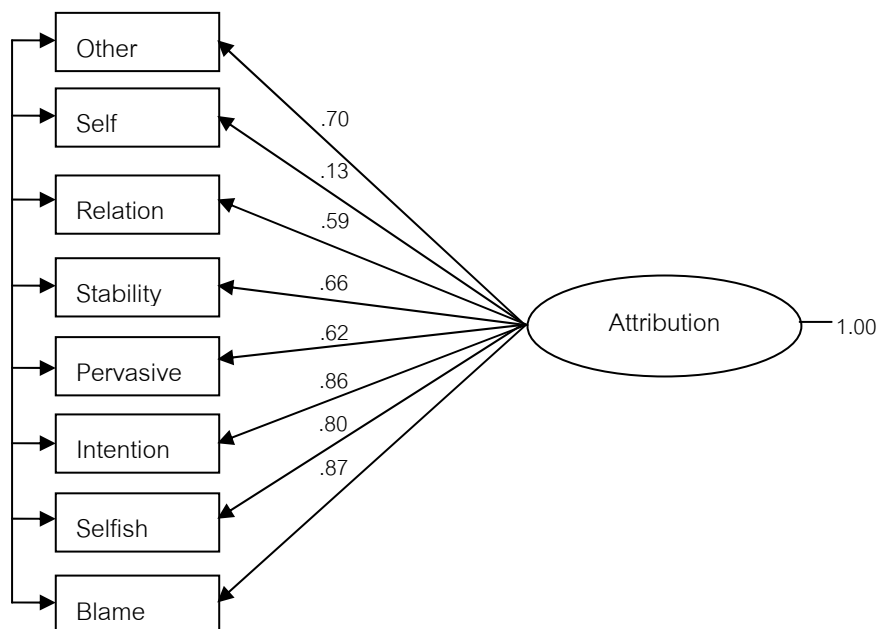 Other
Self
Relation
Stability
Pervasive
Intention
Selfish
Blame
.70
.13
.59
.66
.62
.86
.80
.87
Attribution
1.00